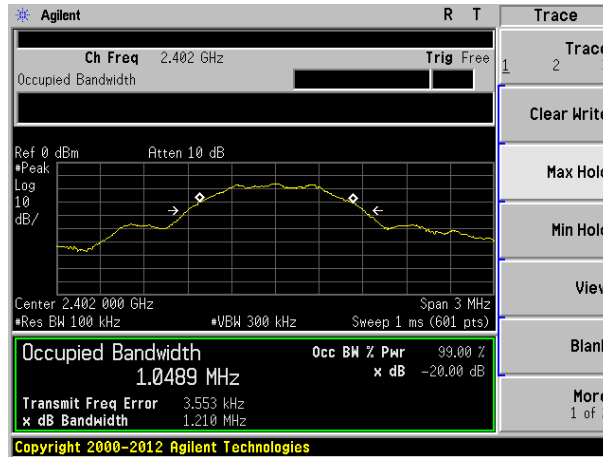 Agilent R T Trace
Ch Freq 2.402 GHz Trig Free
Occupied Bandwidth
Trace
1 2
Clear Write
Max Hold
Min Hold
View
Blank
More
1 of
Ref 0 dBm Atten 10 dB
#Peak
Log
10
dB/
Center 2.402 000 GHz Span 3 MHz
#Res BW 100 kHz #VBW 300 kHz Sweep 1 ms (601 pts)
Occupied Bandwidth Occ BW % Pwr 99.00 %
1.0489 MHz x dB -20.00 dB
Transmit Freq Error 3.553 kHz
x dB Bandwidth 1.210 MHz
Copyright 2000-2012 Agilent Technologies